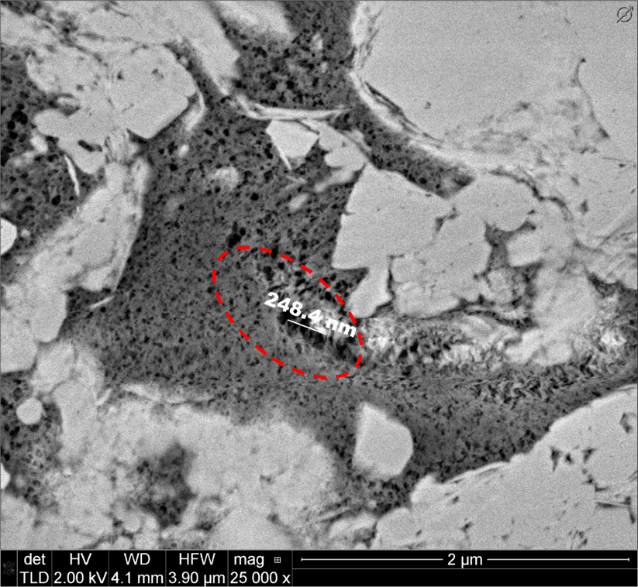 248.4 nm
det HV WD HFW mag ⊞ 2 µm
TLD 2.00 kV 4.1 mm 3.90 µm 25 000 x